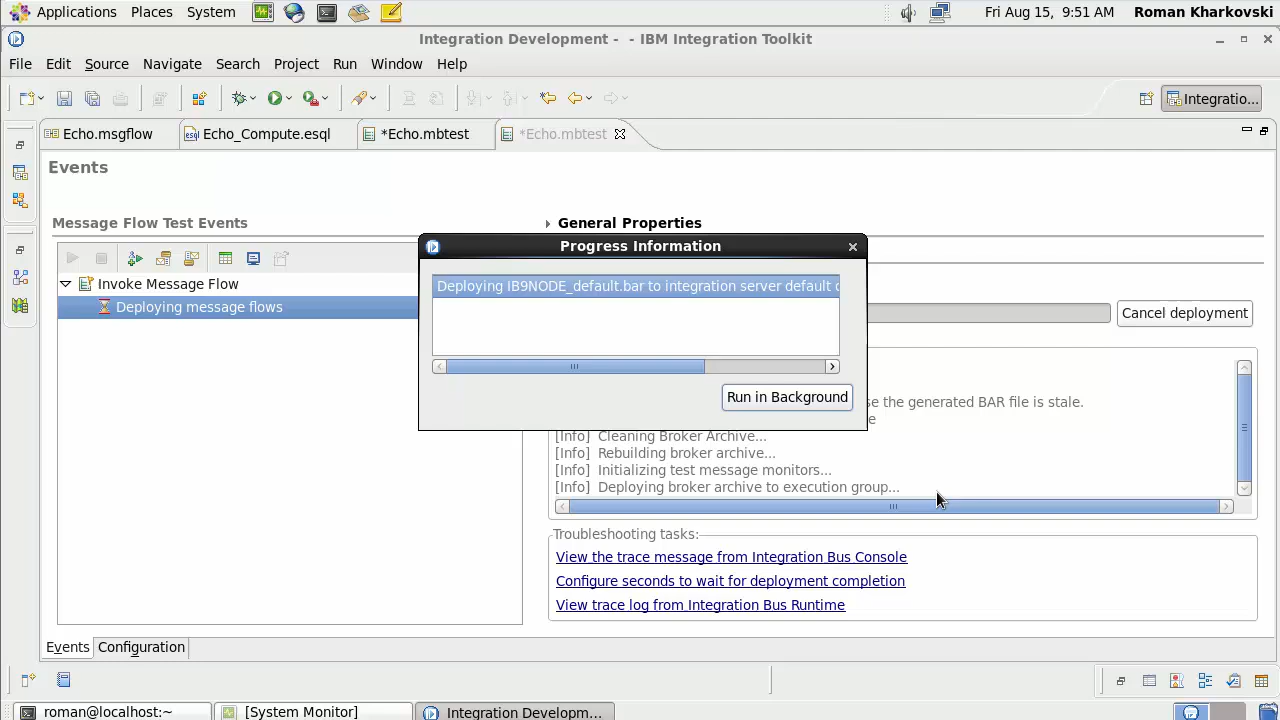 Applications Places System Fri Aug 15, 9:51 AM Roman Kharkovski
Integration Development - - IBM Integration Toolkit
File Edit Source Navigate Search Project Run Window Help
Integratio...
Echo.msgflow Echo_Compute.esql *Echo.mbtest *Echo.mbtest
Events
Message Flow Test Events
General Properties
Progress Information
Invoke Message Flow
Deploying message flows
Deploying IB9NODE_default.bar to integration server default
Cancel deployment
Run in Background
se the generated BAR file is stale.
e
[Info] Cleaning Broker Archive...
[Info] Rebuilding broker archive...
[Info] Initializing test message monitors...
[Info] Deploying broker archive to execution group...
Troubleshooting tasks:
View the trace message from Integration Bus Console
Configure seconds to wait for deployment completion
View trace log from Integration Bus Runtime
Events Configuration
roman@localhost:~ [System Monitor] Integration Developm...